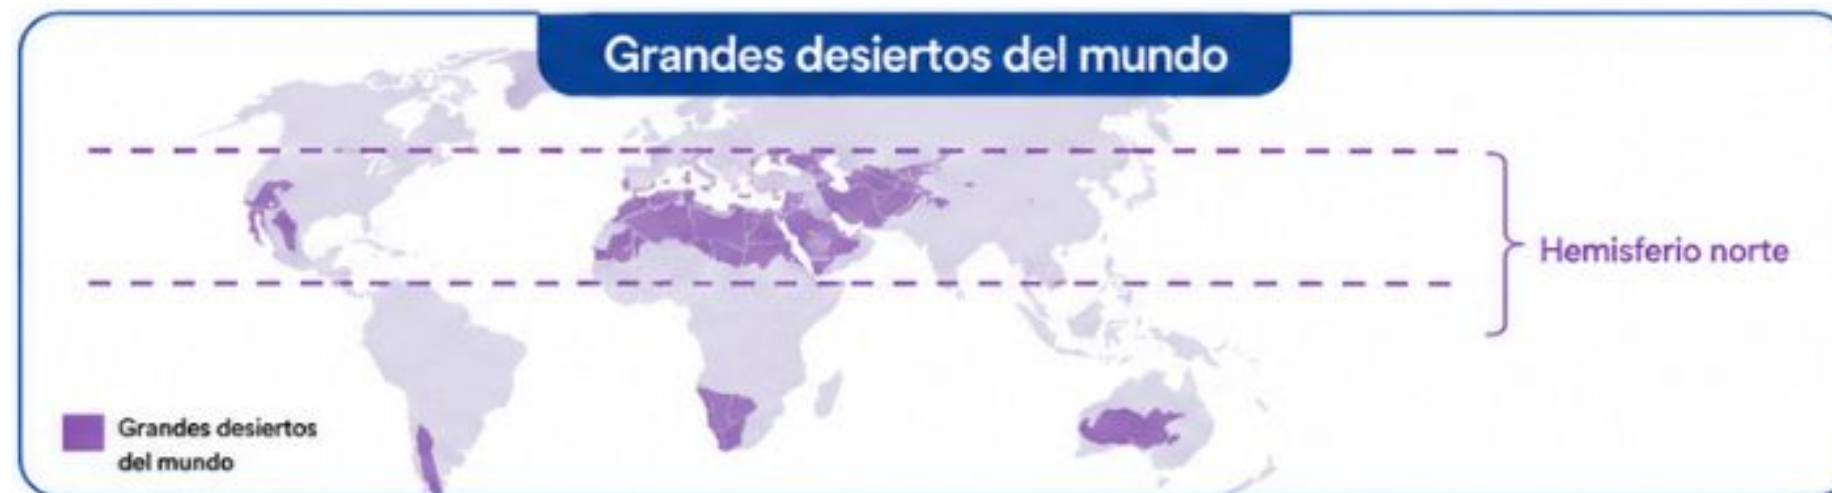 Grandes desiertos del mundo
Hemisferio norte
Grandes desiertos
del mundo